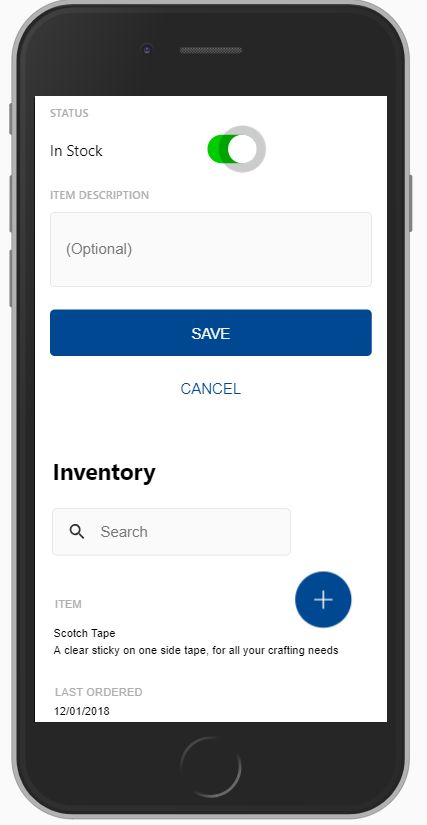 STATUS
In Stock
ITEM DESCRIPTION
(Optional)
SAVE
CANCEL
Inventory
Search
ITEM
Scotch Tape
A clear sticky on one side tape, for all your crafting needs
LAST ORDERED
12/01/2018